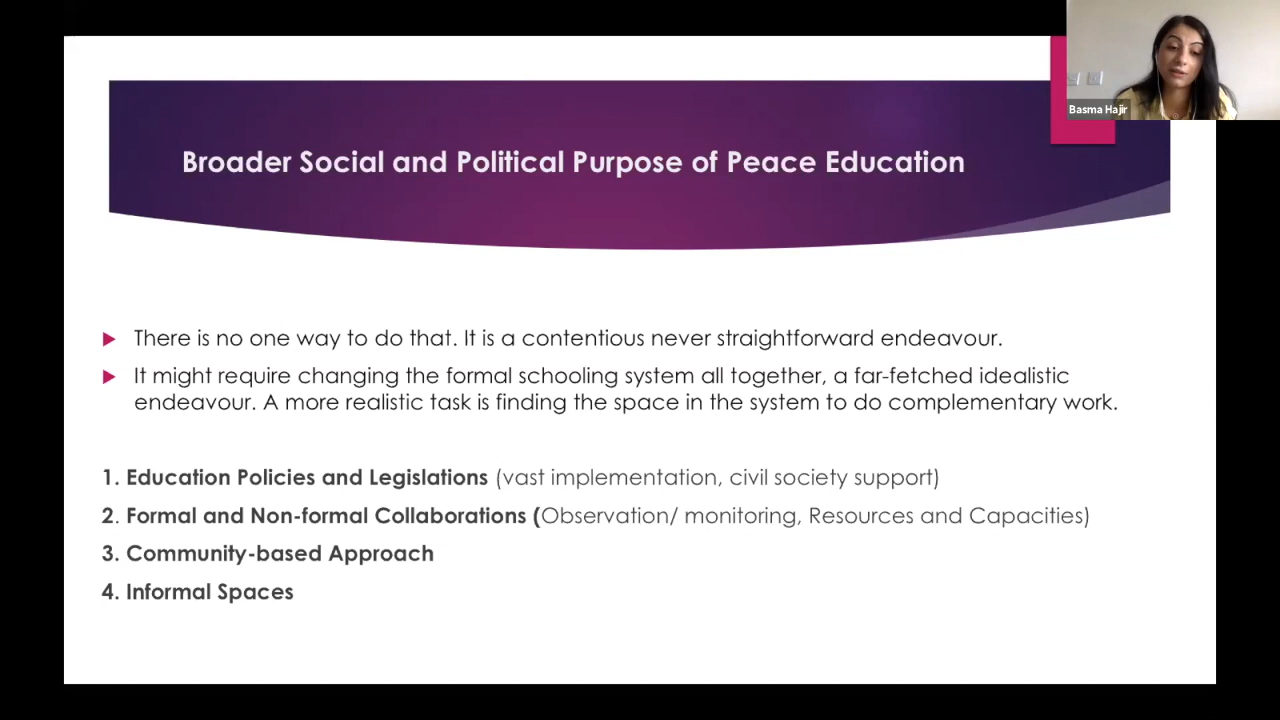 Basma Hajir
Broader Social and Political Purpose of Peace Education
There is no one way to do that. It is a contentious never straightforward endeavour.
It might require changing the formal schooling system all together, a far-fetched idealistic
endeavour. A more realistic task is finding the space in the system to do complementary work.
1. Education Policies and Legislations (vast implementation, civil society support)
2. Formal and Non-formal Collaborations (Observation/ monitoring, Resources and Capacities)
3. Community-based Approach
4. Informal Spaces